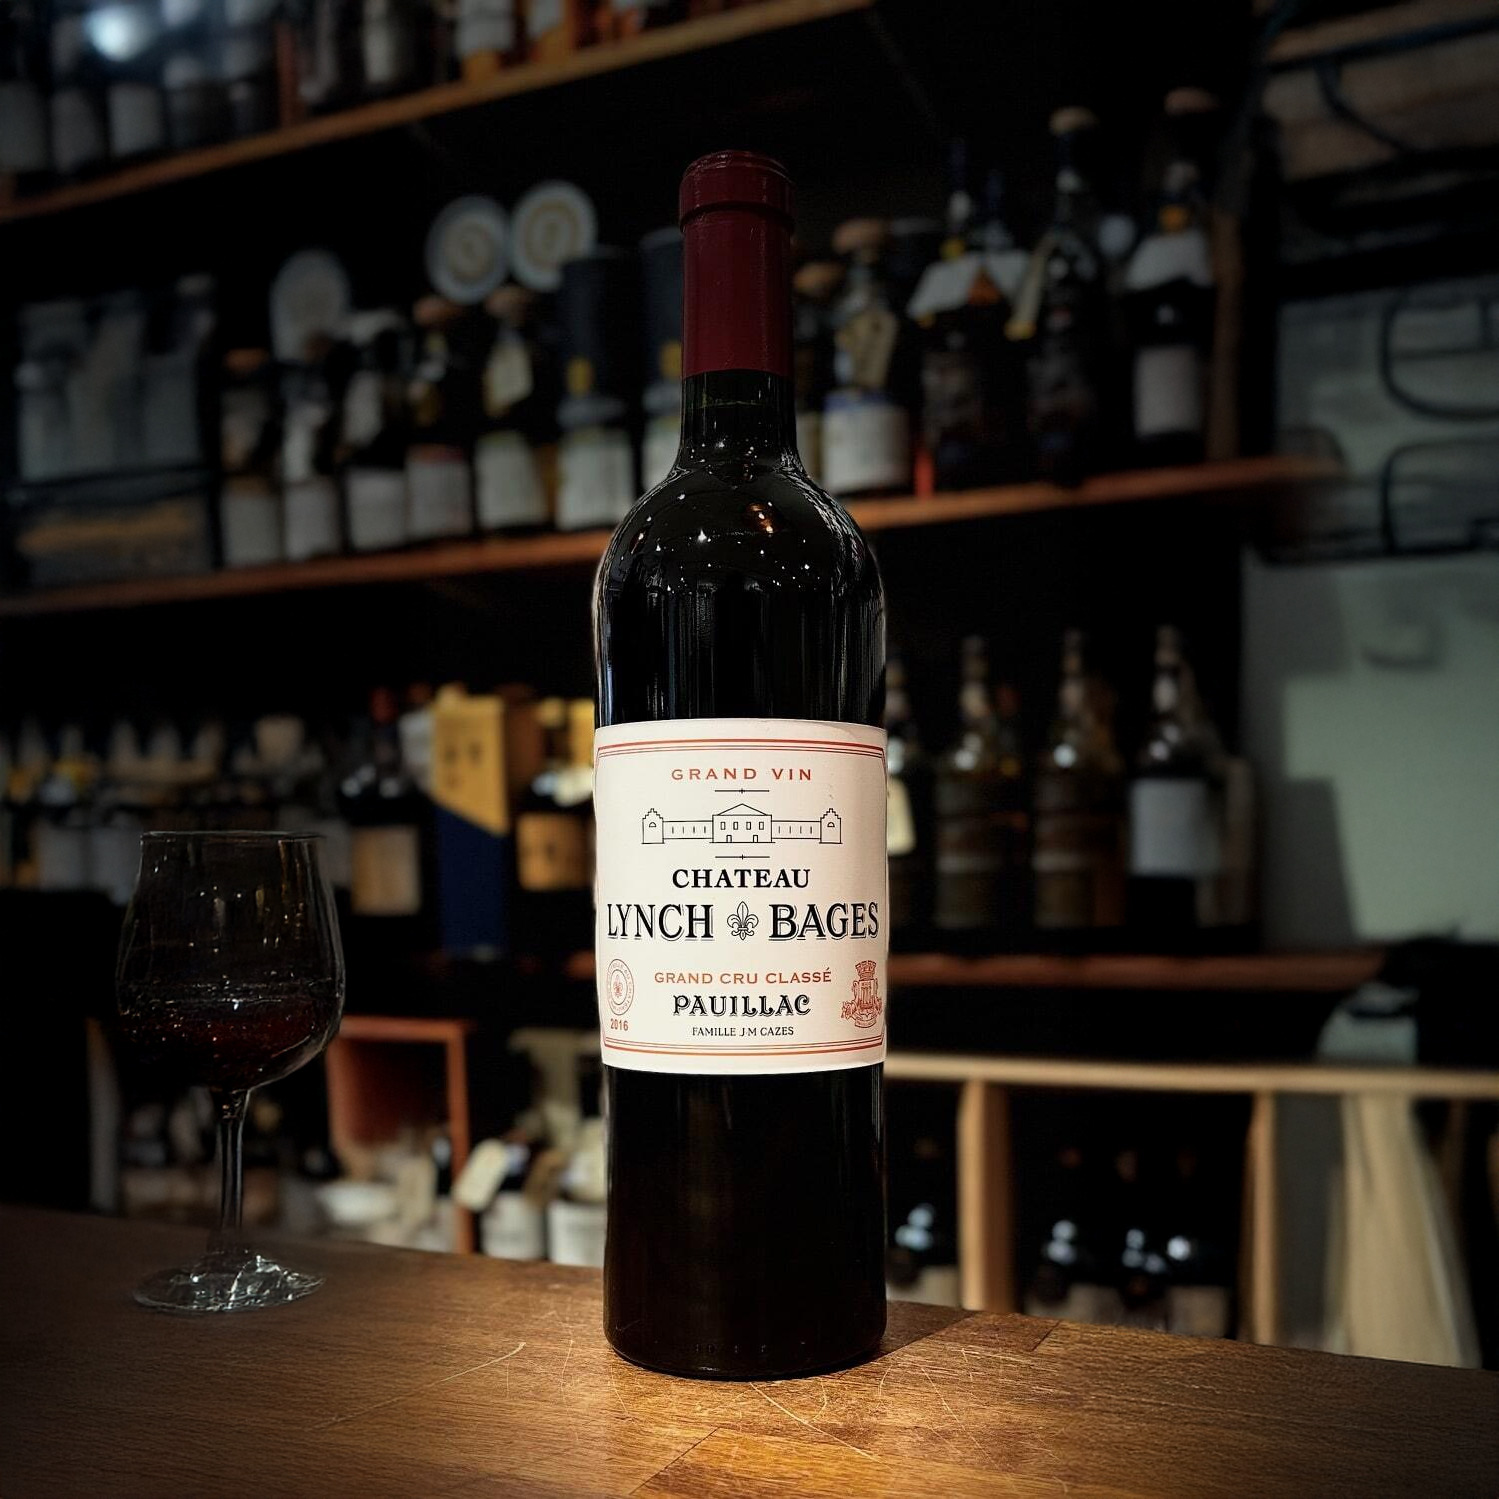 GRAND VIN
CHATEAU
LYNCH BAGES
GRAND CRU CLASSÉ
PAUILLAC
2016
FAMILLE J·M CAZES